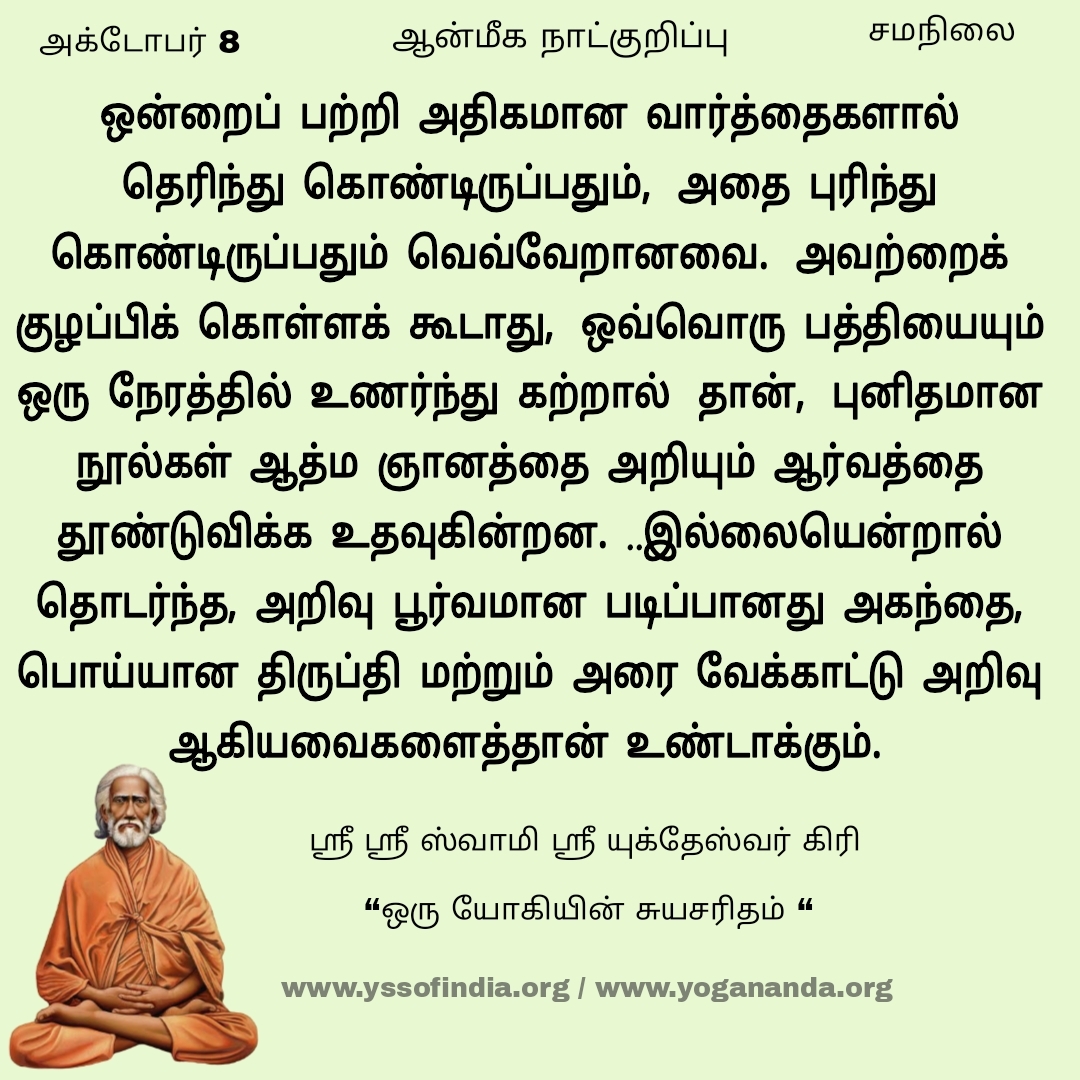 அக்டோபர் 8 ஆன்மீக நாட்குறிப்பு சமநிலை
ஒன்றைப் பற்றி அதிகமான வார்த்தைகளால்
தெரிந்து கொண்டிருப்பதும், அதை புரிந்து
கொண்டிருப்பதும் வெவ்வேறானவை. அவற்றைக்
குழப்பிக் கொள்ளக் கூடாது, ஒவ்வொரு பத்தியையும்
ஒரு நேரத்தில் உணர்ந்து கற்றால் தான், புனிதமான
நூல்கள் ஆத்ம ஞானத்தை அறியும் ஆர்வத்தை
தூண்டுவிக்க உதவுகின்றன. ..இல்லையென்றால்
தொடர்ந்த, அறிவு பூர்வமான படிப்பானது அகந்தை,
பொய்யான திருப்தி மற்றும் அரை வேக்காட்டு அறிவு
ஆகியவைகளைத்தான் உண்டாக்கும்.
ஸ்ரீ ஸ்ரீ ஸ்வாமி ஸ்ரீ யுக்தேஸ்வர் கிரி
“ஒரு யோகியின் சுயசரிதம் “
www.yssofindia.org / www.yogananda.org